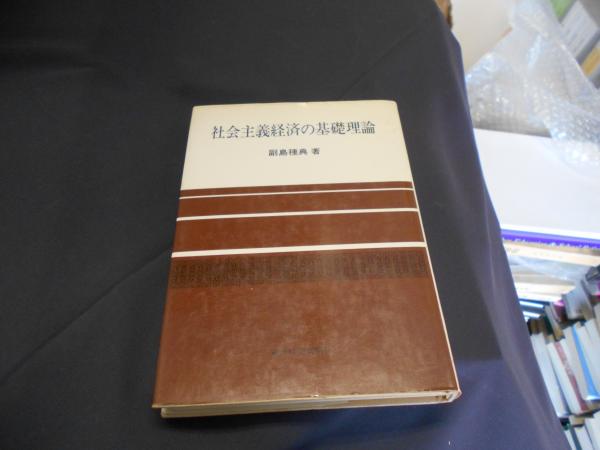 社会主義経済の基礎理論
副島種典 著